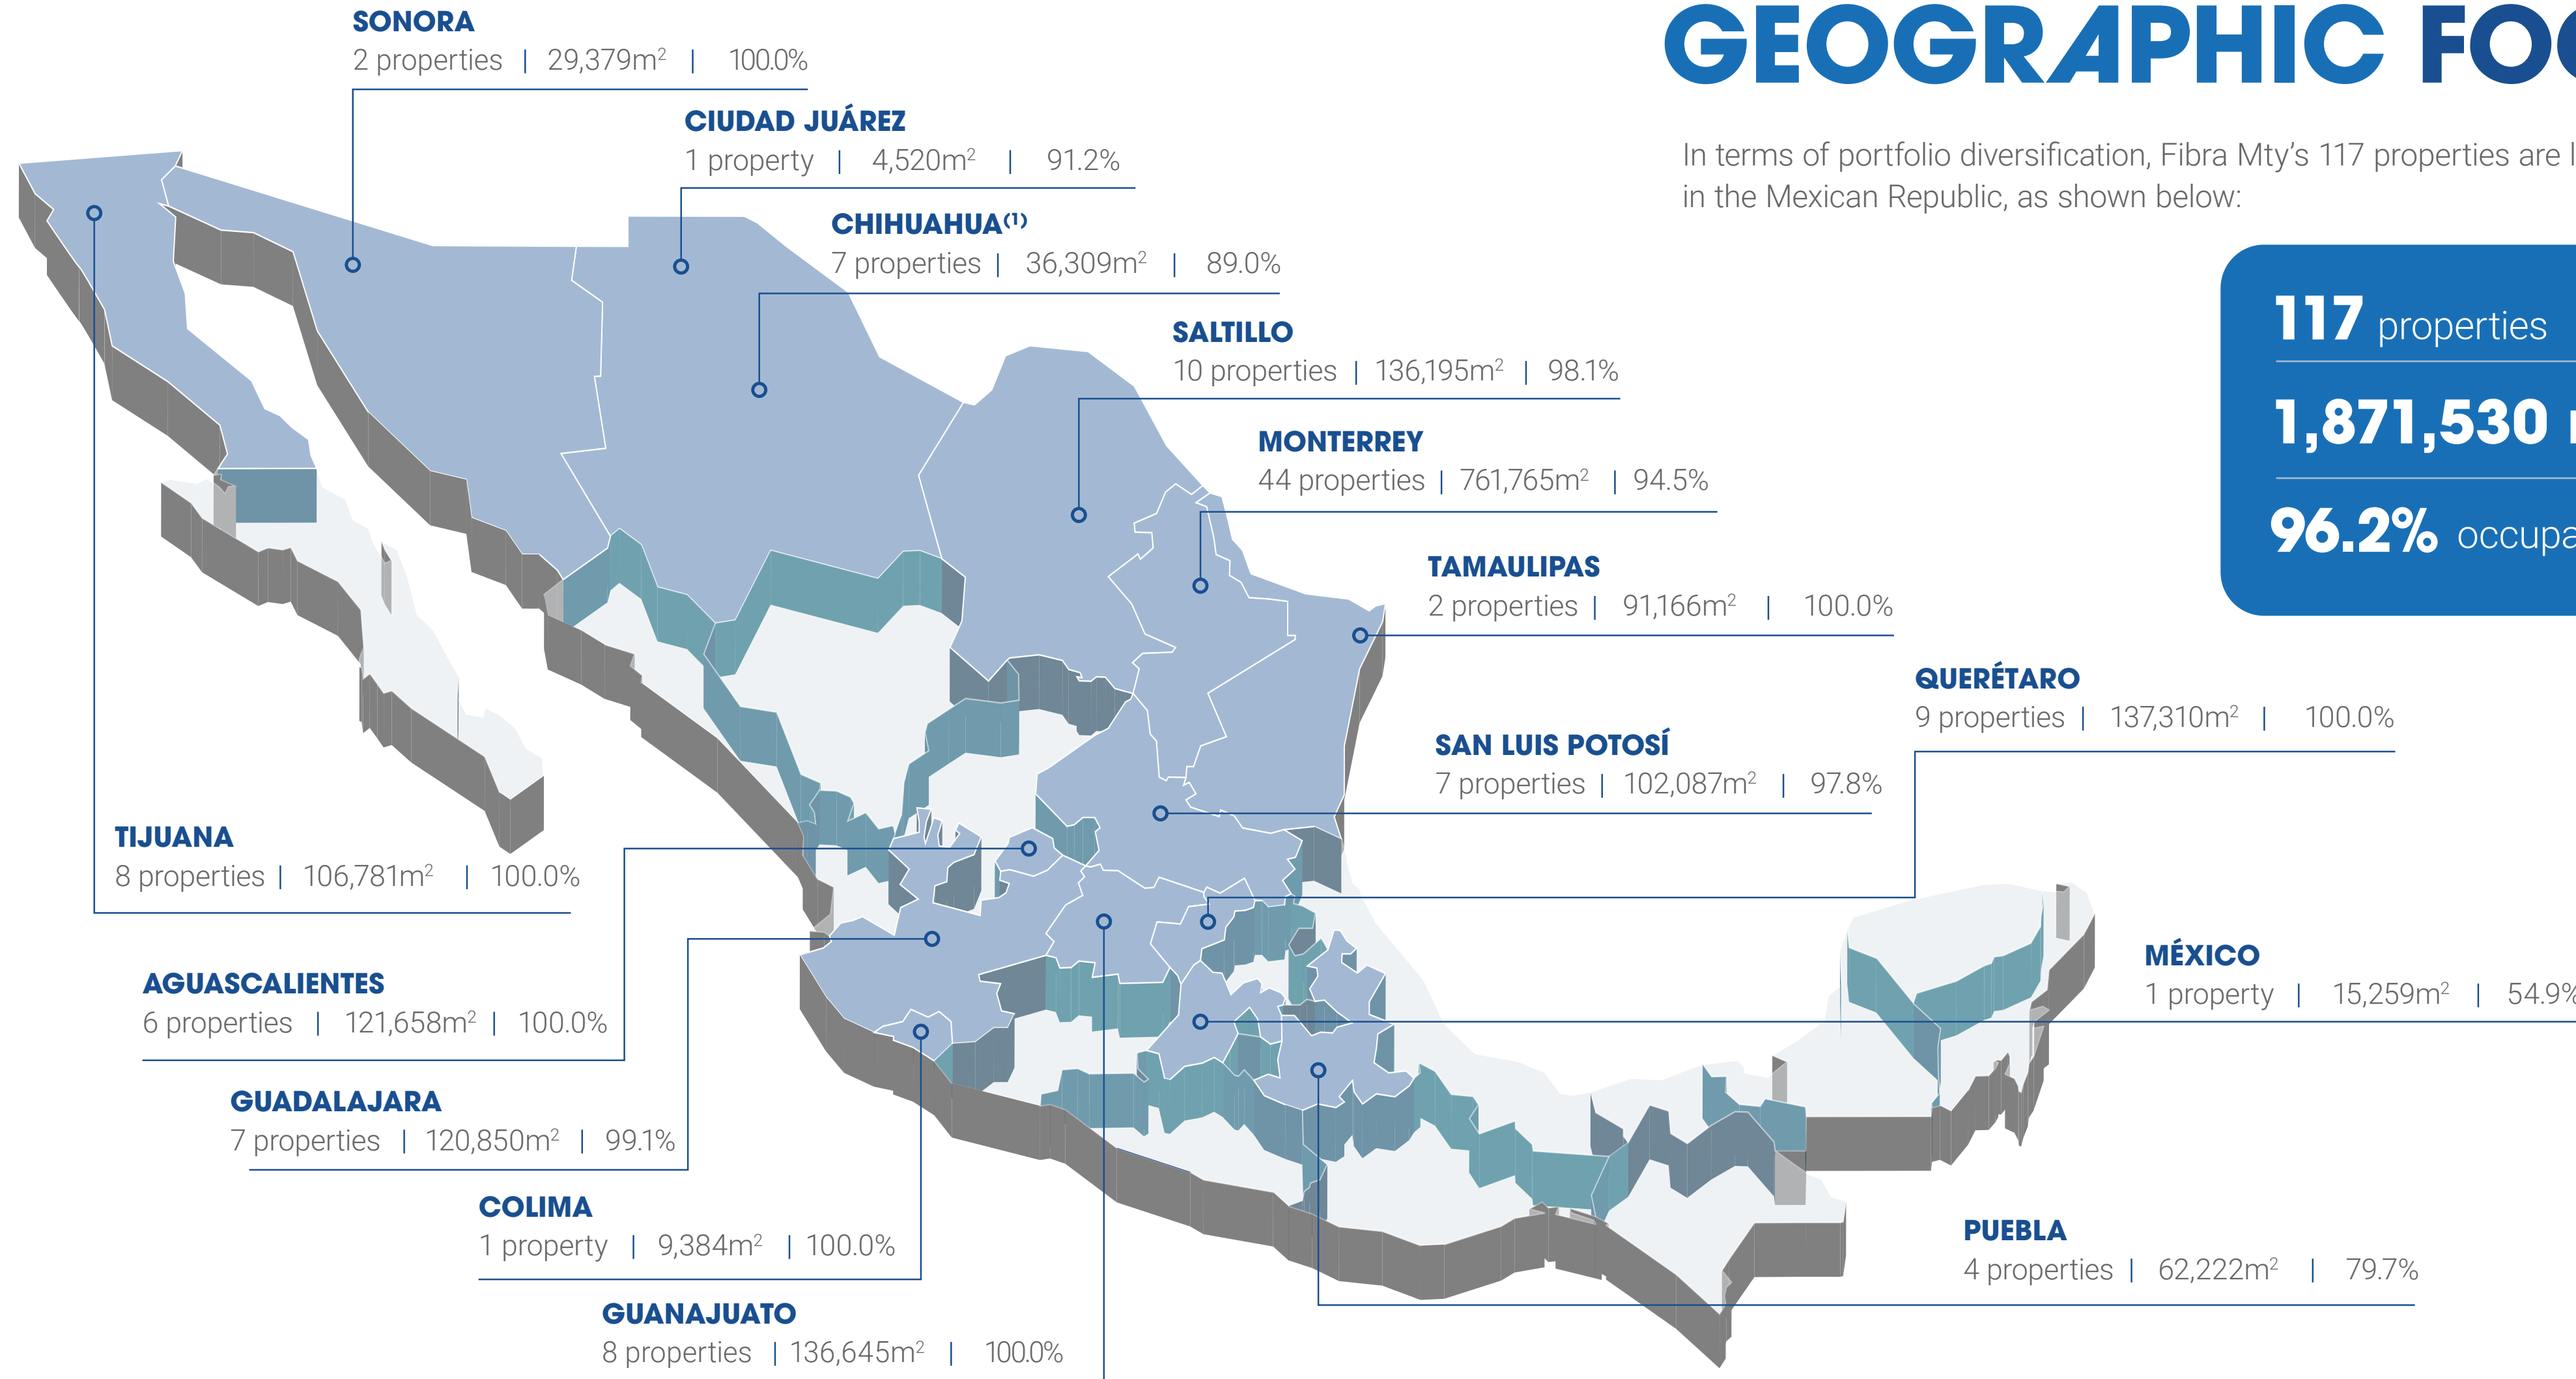 GEOGRAPHIC
In terms of portfolio diversification, Fibra Mty's 117 properties are
in the Mexican Republic, as shown below:
117 properties
1,871,530
96.2%
SONORA
2 properties | 29,379m² | 100.0%
CIUDAD JUÁREZ
1 property | 4,520m² | 91.2%
CHIHUAHUA⁽¹⁾
7 properties | 36,309m² | 89.0%
SALTILLO
10 properties | 136,195m² | 98.1%
MONTERREY
44 properties | 761,765m² | 94.5%
TAMAULIPAS
2 properties | 91,166m² | 100.0%
QUERÉTARO
9 properties | 137,310m² | 100.0%
SAN LUIS POTOSÍ
7 properties | 102,087m² | 97.8%
TIJUANA
8 properties | 106,781m² | 100.0%
MÉXICO
1 property | 15,259m² | 54.9%
AGUASCALIENTES
6 properties | 121,658m² | 100.0%
GUADALAJARA
7 properties | 120,850m² | 99.1%
COLIMA
1 property | 9,384m² | 100.0%
PUEBLA
4 properties | 62,222m² | 79.7%
GUANAJUATO
8 properties | 136,645m² | 100.0%